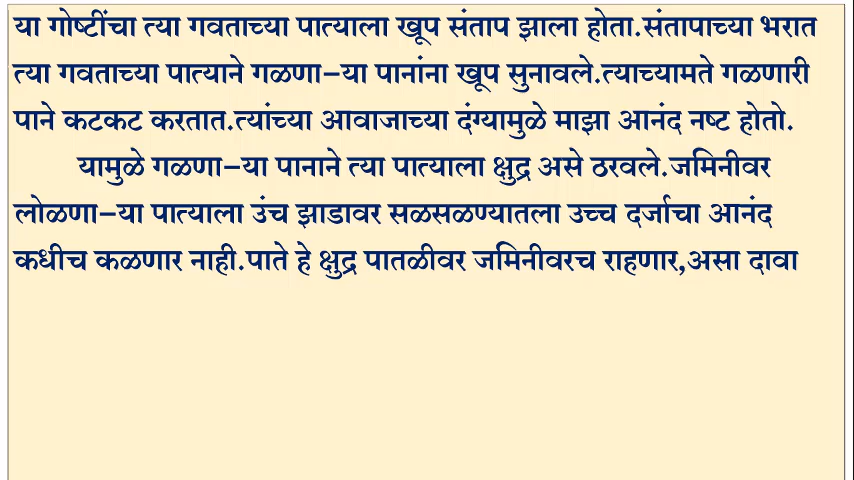 या गोष्टींचा त्या गवताच्या पात्याला खूप संताप झाला होता.संतापाच्या भरात
त्या गवताच्या पात्याने गळणा–या पानांना खूप सुनावले.त्याच्यामते गळणारी
पाने कटकट करतात.त्यांच्या आवाजाच्या दंग्यामुळे माझा आनंद नष्ट होतो.
यामुळे गळणा–या पानाने त्या पात्याला क्षुद्र असे ठरवले.जमिनीवर
लोळणा–या पात्याला उंच झाडावर सळसळण्यातला उच्च दर्जाचा आनंद
कधीच कळणार नाही.पाते हे क्षुद्र पातळीवर जमिनीवरच राहणार,असा दावा